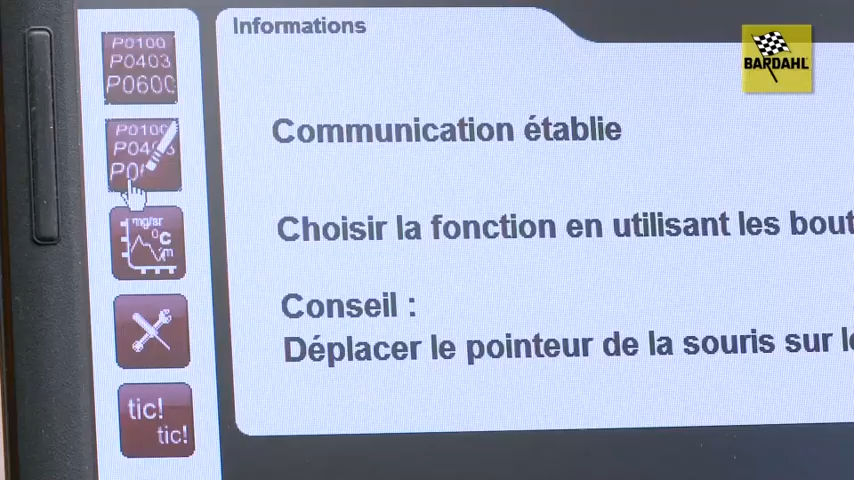 Informations
BARDAHL
P0100
P0403
P0600
Communication établie
P0100
Choisir la fonction en utilisant les bout
mg/sr
°C
Conseil :
Déplacer le pointeur de la souris sur
tic!
tic!